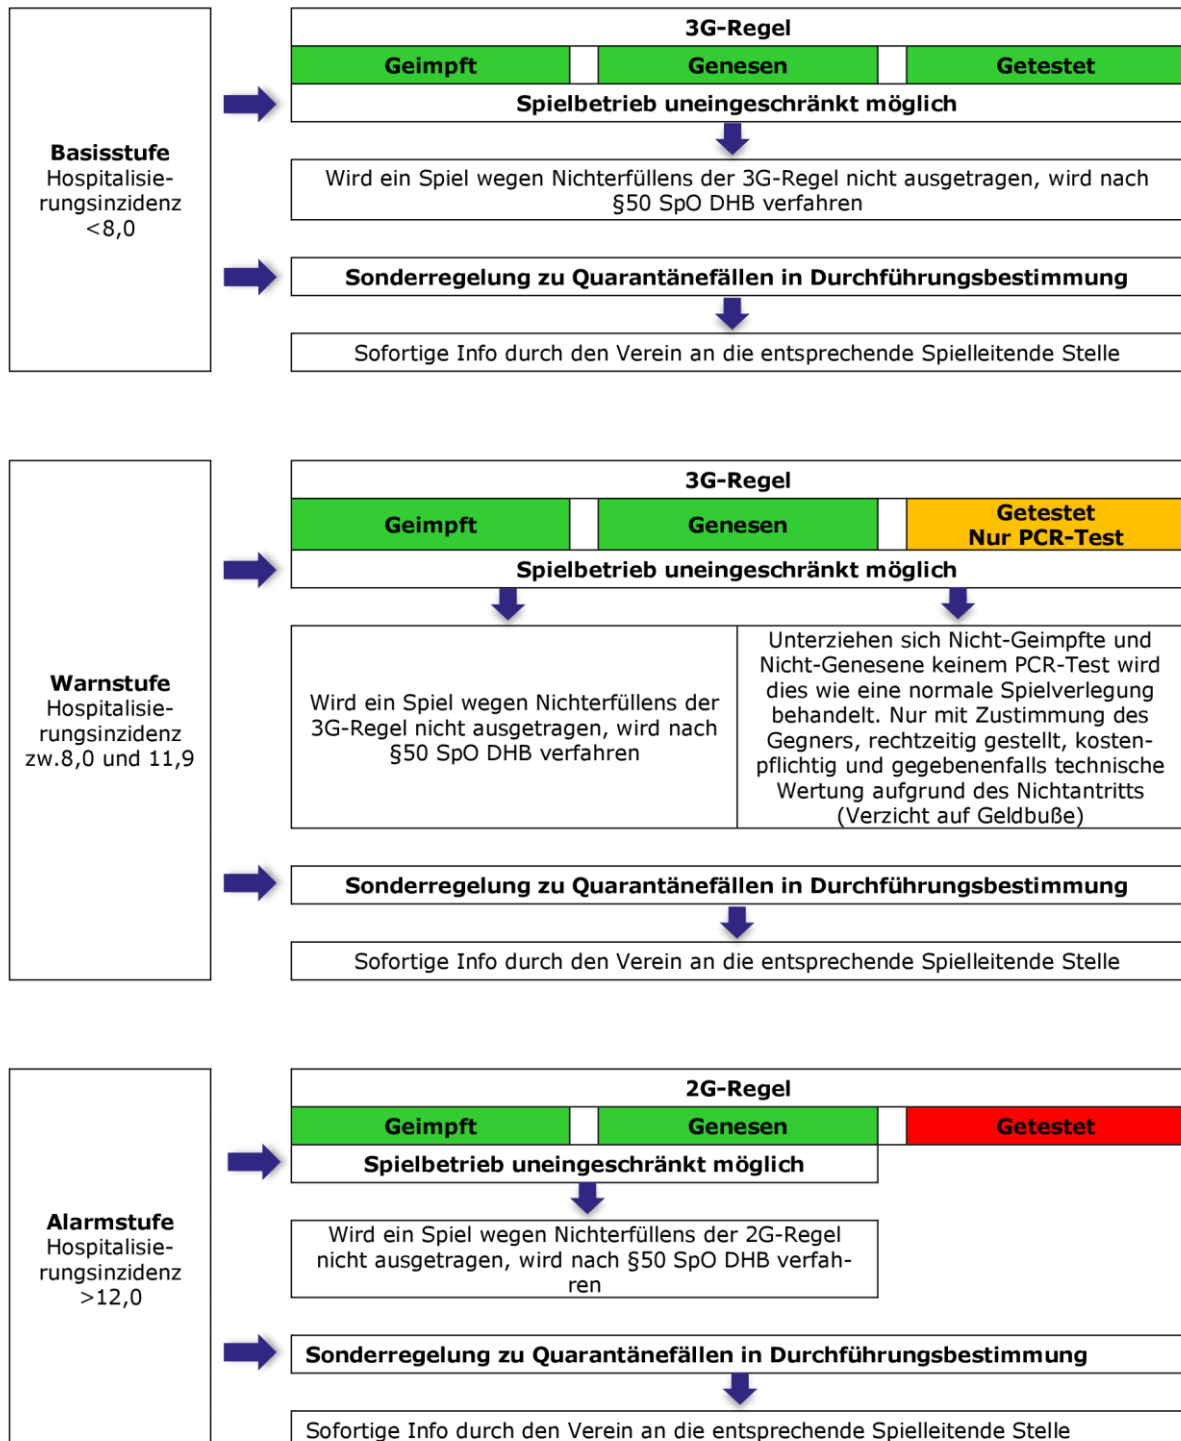 3G-Regel
Geimpft
Genesen
Getestet
Spielbetrieb uneingeschränkt möglich
Basisstufe
Hospitalisie-
rungsinzidenz
<8,0
Wird ein Spiel wegen Nichterfüllens der 3G-Regel nicht ausgetragen, wird nach
§50 SpO DHB verfahren
Sonderregelung zu Quarantänefällen in Durchführungsbestimmung
Sofortige Info durch den Verein an die entsprechende Spielleitende Stelle
3G-Regel
Geimpft
Genesen
Getestet
Nur PCR-Test
Spielbetrieb uneingeschränkt möglich
Warnstufe
Hospitalisie-
rungsinzidenz
zw.8,0 und 11,9
Wird ein Spiel wegen Nichterfüllens der
3G-Regel nicht ausgetragen, wird nach
§50 SpO DHB verfahren
Unterziehen sich Nicht-Geimpfte und
Nicht-Genesene keinem PCR-Test wird
dies wie eine normale Spielverlegung
behandelt. Nur mit Zustimmung des
Gegners, rechtzeitig gestellt, kosten-
pflichtig und gegebenenfalls technische
Wertung aufgrund des Nichtantritts
(Verzicht auf Geldbuße)
Sonderregelung zu Quarantänefällen in Durchführungsbestimmung
Sofortige Info durch den Verein an die entsprechende Spielleitende Stelle
2G-Regel
Geimpft
Genesen
Getestet
Spielbetrieb uneingeschränkt möglich
Alarmstufe
Hospitalisie-
rungsinzidenz
>12,0
Wird ein Spiel wegen Nichterfüllens der 2G-Regel
nicht ausgetragen, wird nach §50 SpO DHB verfah-
ren
Sonderregelung zu Quarantänefällen in Durchführungsbestimmung
Sofortige Info durch den Verein an die entsprechende Spielleitende Stelle